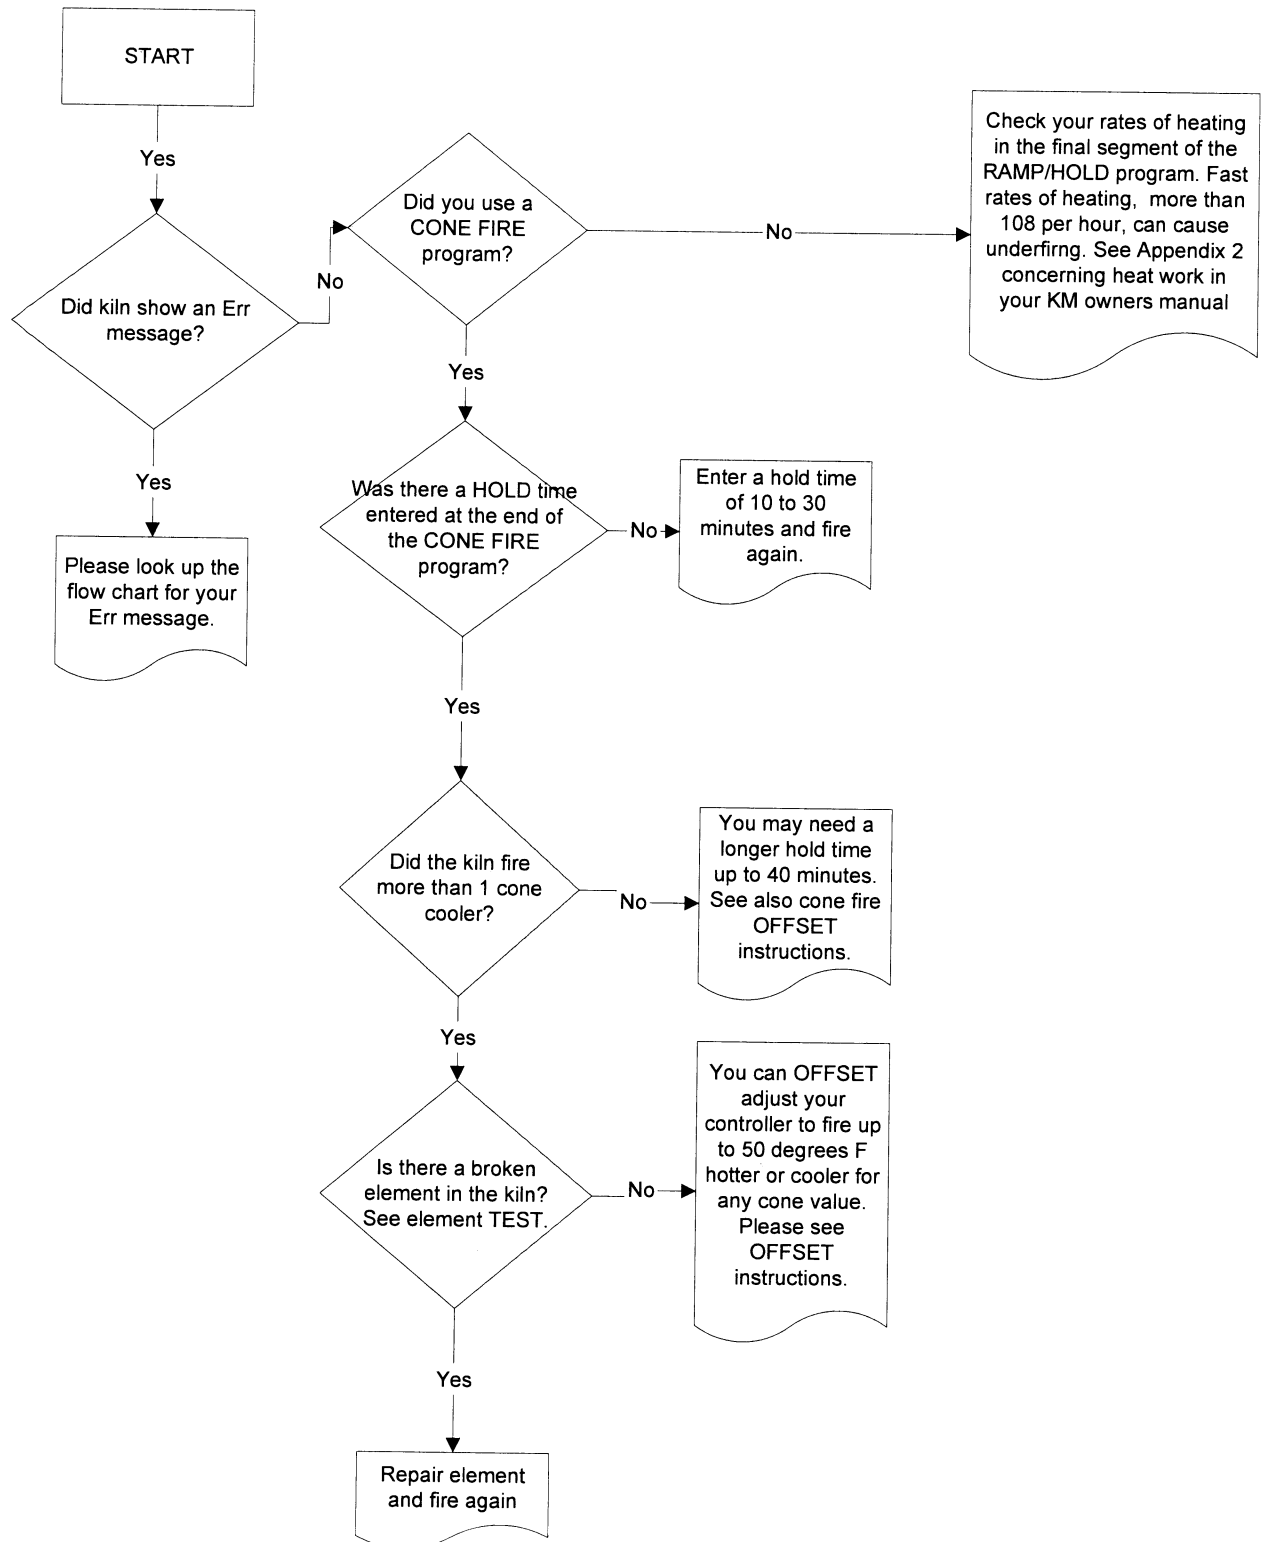 START
Yes
Did kiln show an Err
message?
No
Yes
Please look up the
flow chart for your
Err message.
Did you use a
CONE FIRE
program?
No
Check your rates of heating
in the final segment of the
RAMP/HOLD program. Fast
rates of heating, more than
108 per hour, can cause
underfirng. See Appendix 2
concerning heat work in
your KM owners manual
Yes
Was there a HOLD time
entered at the end of
the CONE FIRE
program?
No
Enter a hold time
of 10 to 30
minutes and fire
again.
Yes
Did the kiln fire
more than 1 cone
cooler?
No
You may need a
longer hold time
up to 40 minutes.
See also cone fire
OFFSET
instructions.
Yes
Is there a broken
element in the kiln?
See element TEST.
No
You can OFFSET
adjust your
controller to fire up
to 50 degrees F
hotter or cooler for
any cone value.
Please see
OFFSET
instructions.
Yes
Repair element
and fire again